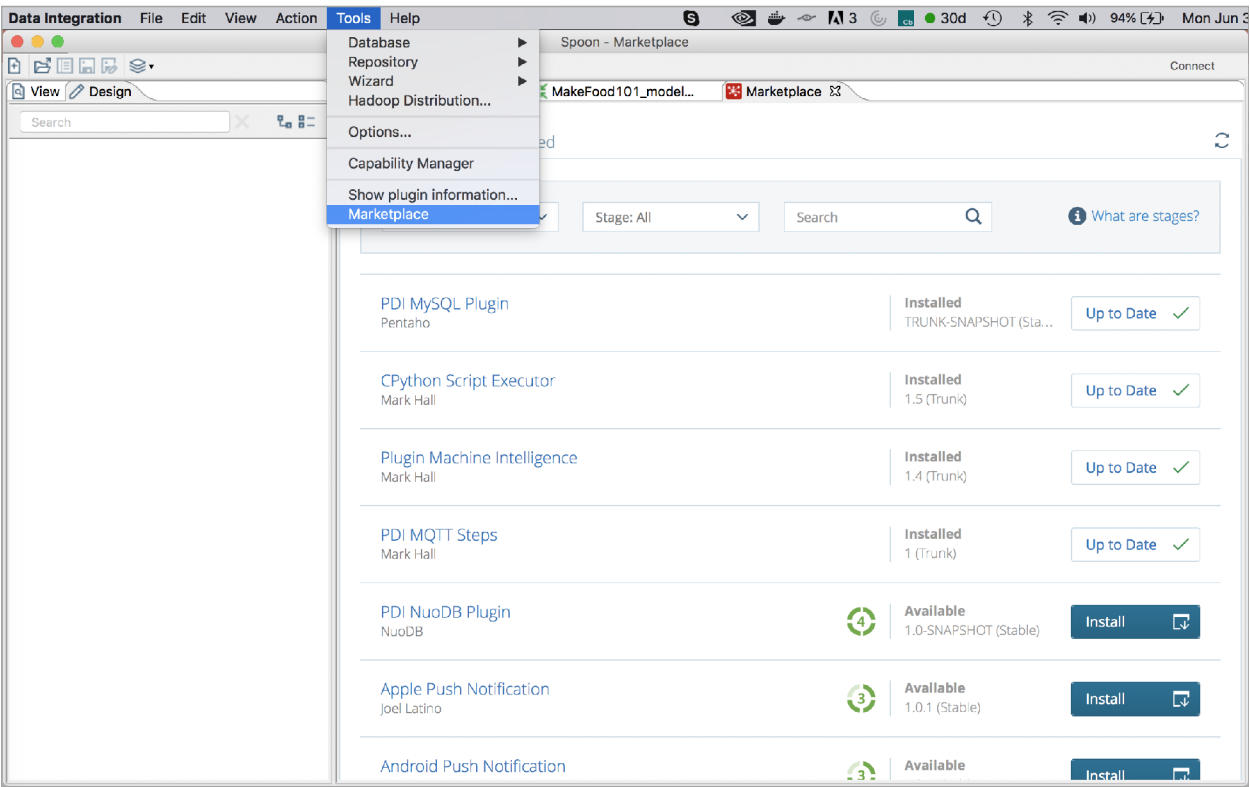 Data Integration File Edit View Action Tools Help 3 Cb 30d 94% Mon Jun 3
Spoon - Marketplace
Connect
View Design
MakeFood101_model... Marketplace
Search
Database
Repository
Wizard
Hadoop Distribution...
Options...
Capability Manager
Show plugin information...
Marketplace
Stage: All
Search
What are stages?
PDI MySQL Plugin
Pentaho
Installed
TRUNK-SNAPSHOT (Sta...
Up to Date
CPython Script Executor
Mark Hall
Installed
1.5 (Trunk)
Up to Date
Plugin Machine Intelligence
Mark Hall
Installed
1.4 (Trunk)
Up to Date
PDI MQTT Steps
Mark Hall
Installed
1 (Trunk)
Up to Date
PDI NuoDB Plugin
NuoDB
4
Available
1.0-SNAPSHOT (Stable)
Install
Apple Push Notification
Joel Latino
3
Available
1.0.1 (Stable)
Install
Android Push Notification
3
Available
Install